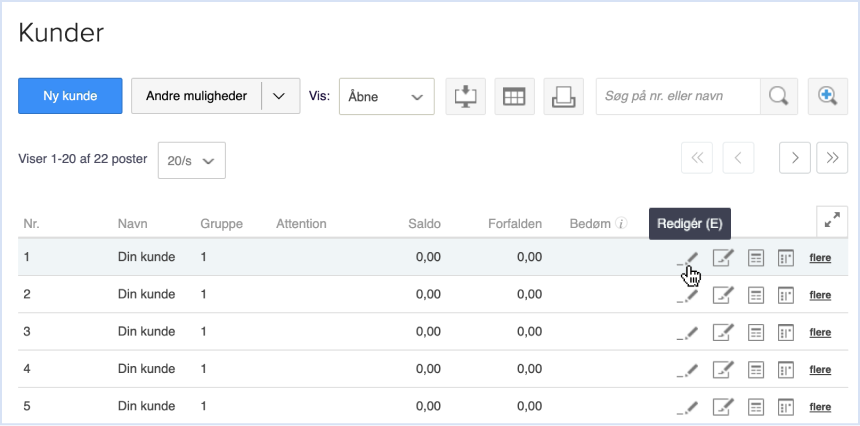 Kunder
Ny kunde Andre muligheder Vis: Åbne Søg på nr. eller navn
Viser 1-20 af 22 poster 20/s
Nr. Navn Gruppe Attention Saldo Forfalden Bedøm Redigér (E)
1 Din kunde 1 0,00 0,00 flere
2 Din kunde 1 0,00 0,00 flere
3 Din kunde 1 0,00 0,00 flere
4 Din kunde 1 0,00 0,00 flere
5 Din kunde 1 0,00 0,00 flere